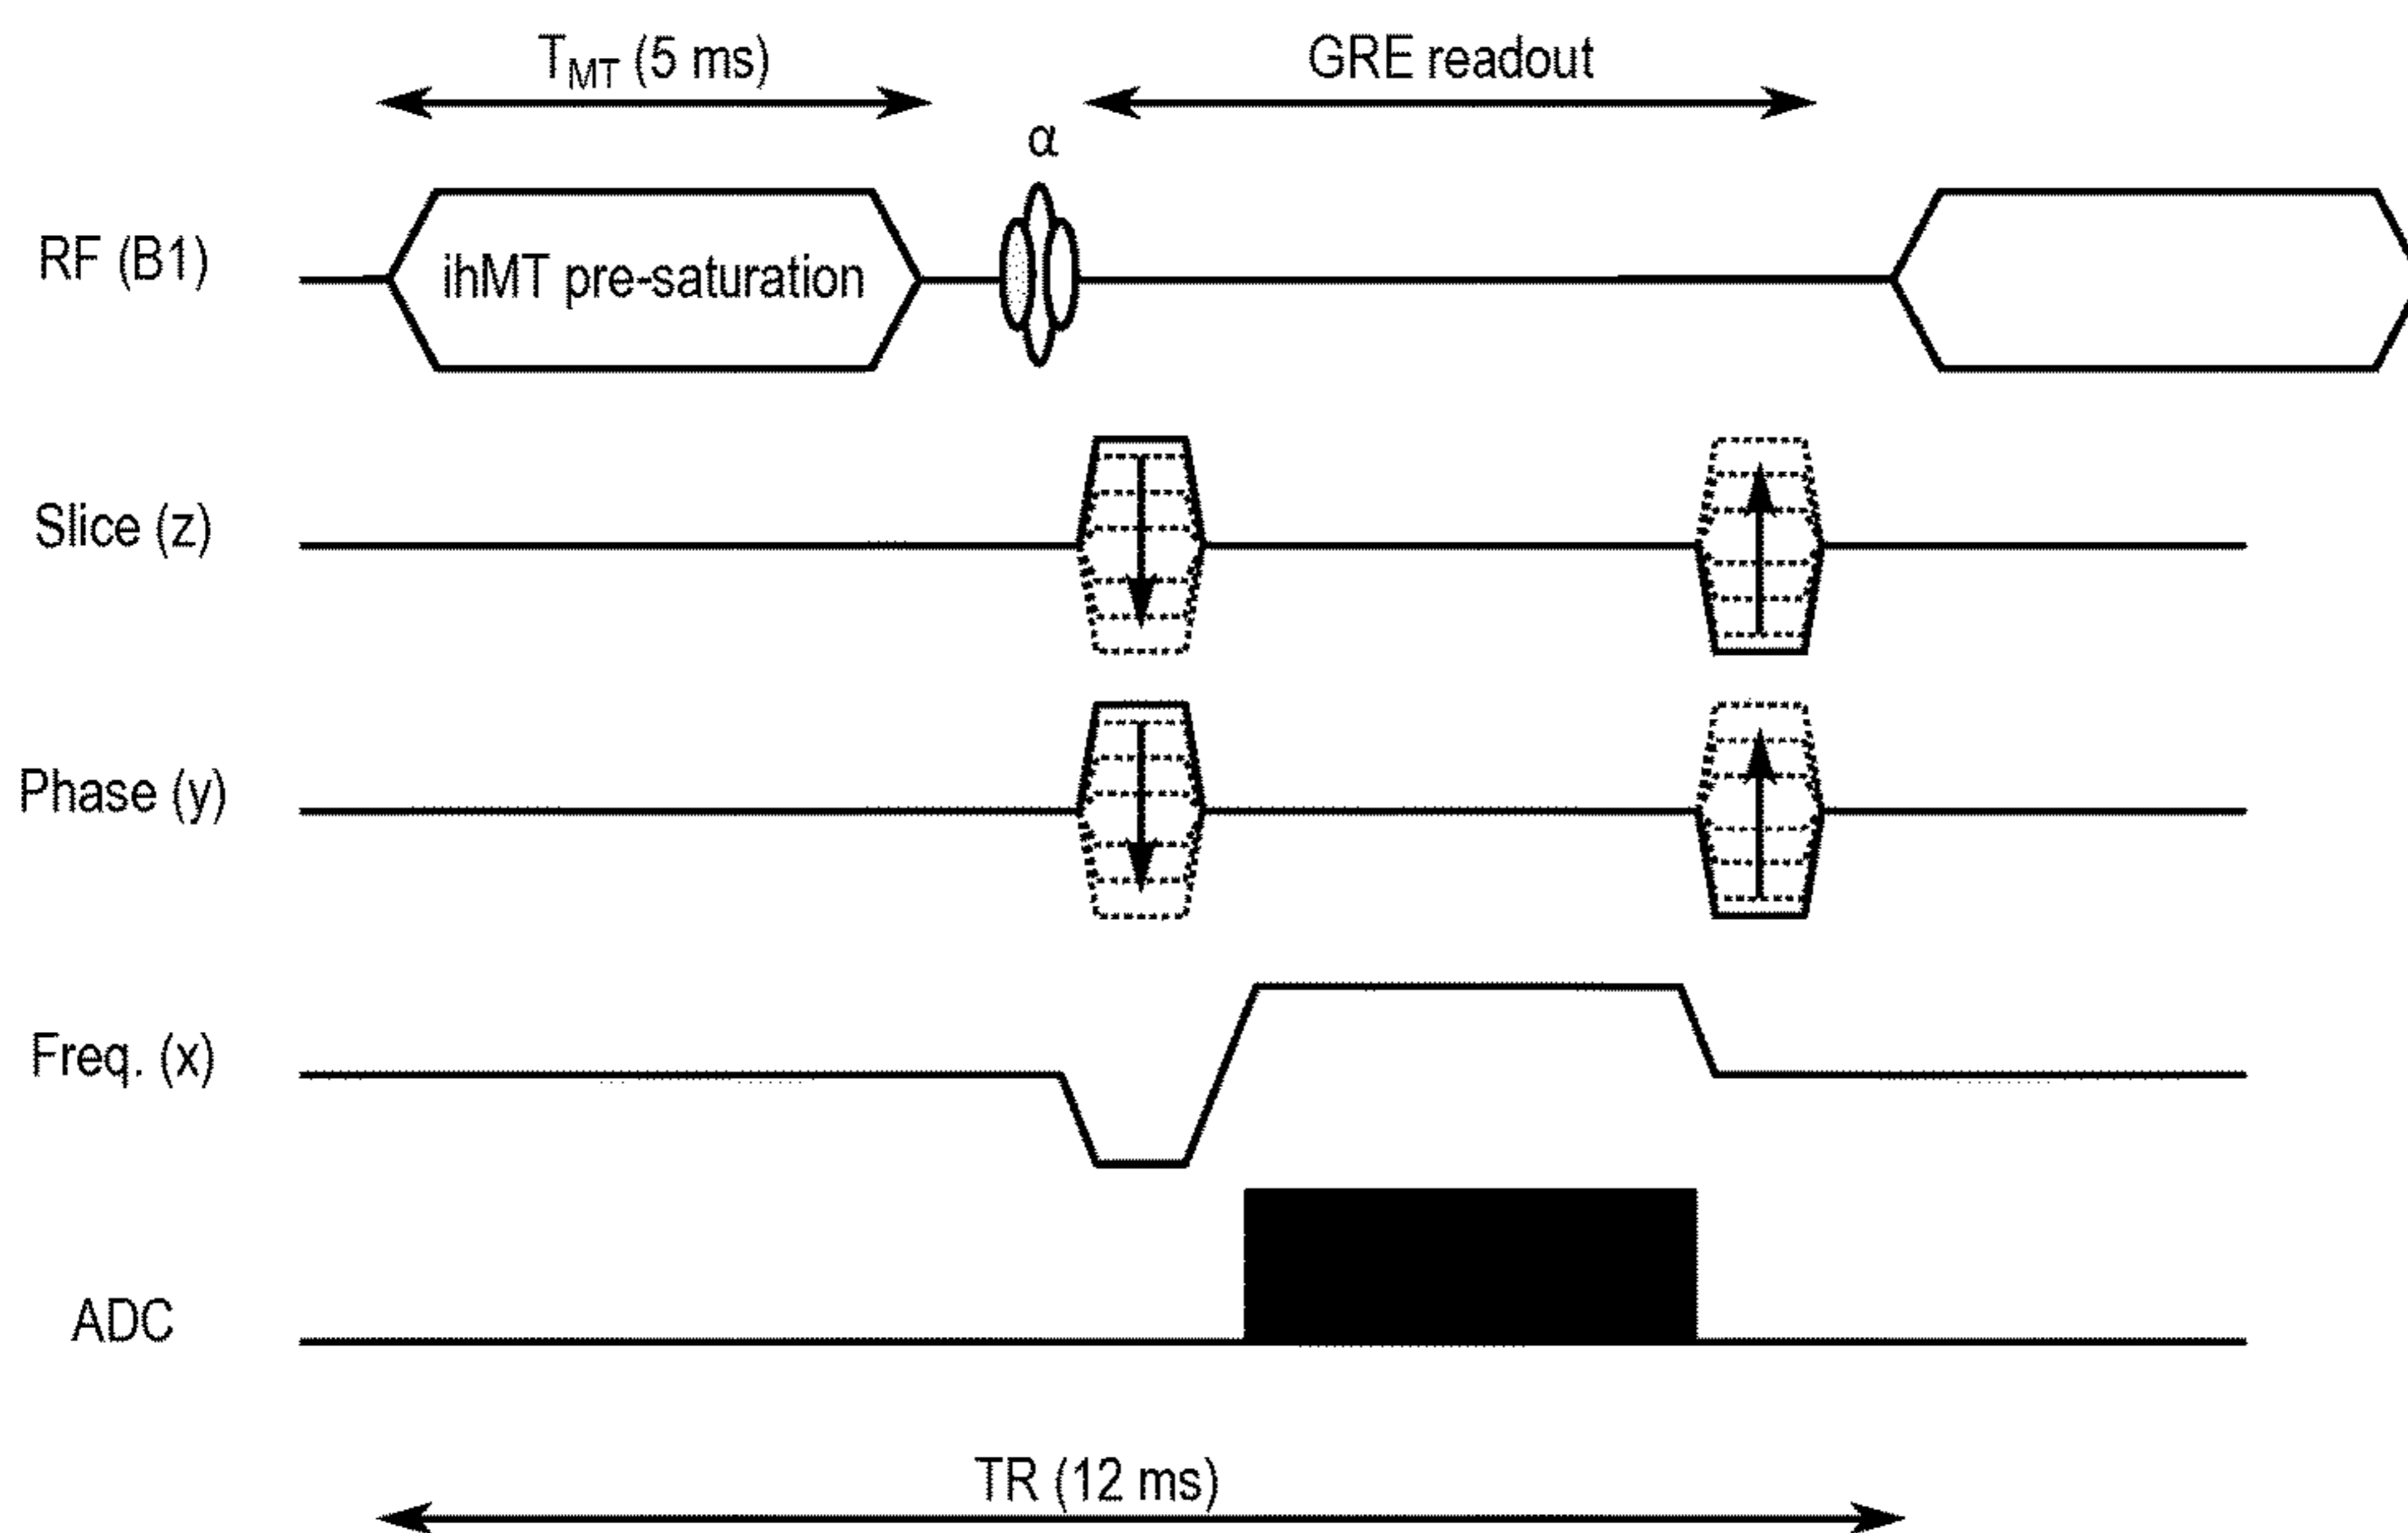 T_MT (5 ms)
GRE readout
α
RF (B1)
ihMT pre-saturation
Slice (z)
Phase (y)
Freq. (x)
ADC
TR (12 ms)